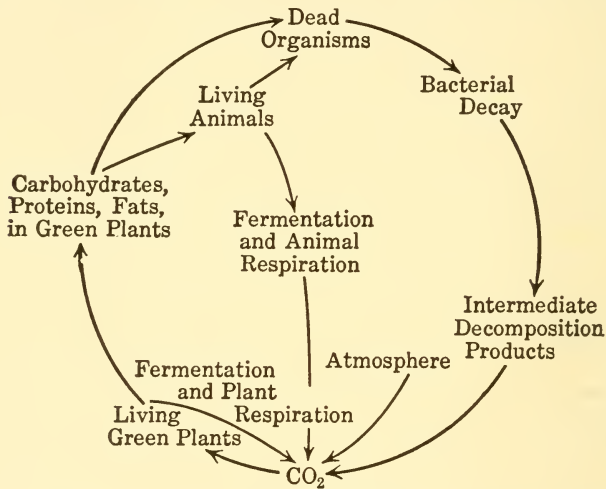 Dead
Organisms
Bacterial
Decay
Living
Animals
Carbohydrates,
Proteins, Fats,
in Green Plants
Fermentation
and Animal
Respiration
Intermediate
Decomposition
Products
Atmosphere
Fermentation
and Plant
Respiration
Living
Green Plants
CO₂